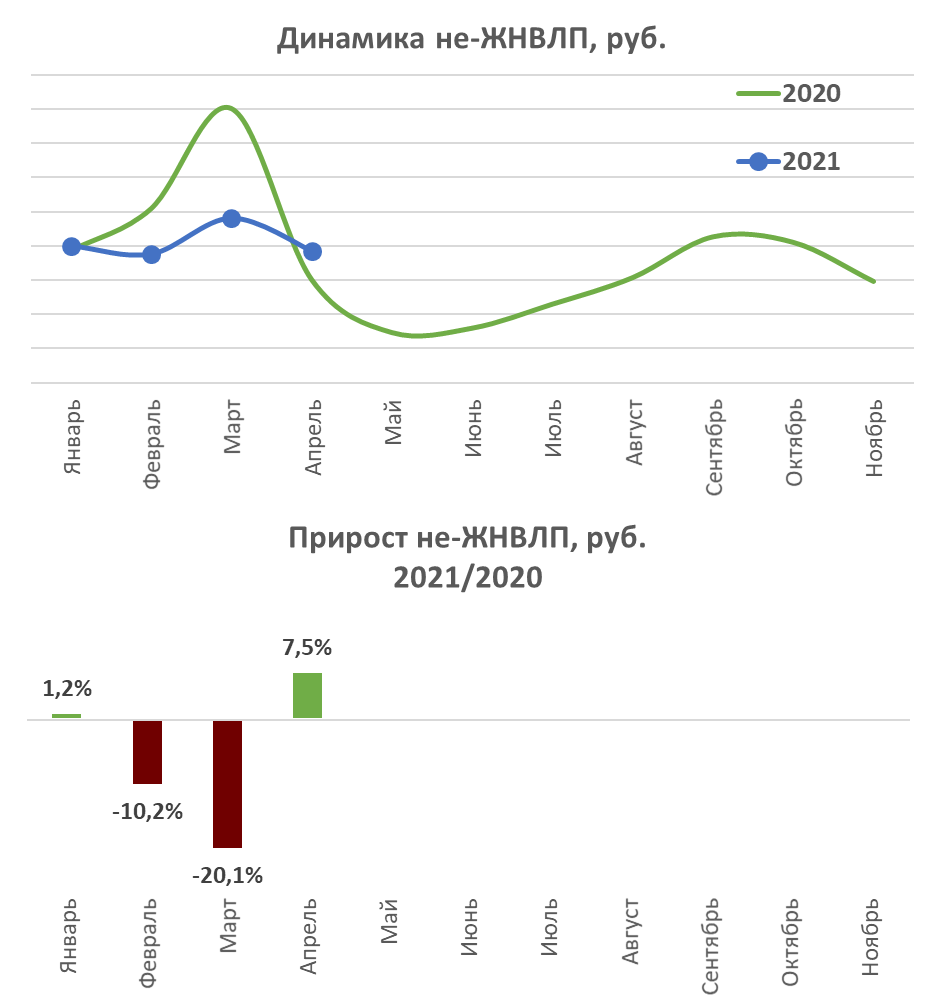 Динамика не-ЖНВЛП, руб.
2020
2021
Январь
Февраль
Март
Апрель
Май
Июнь
Июль
Август
Сентябрь
Октябрь
Ноябрь
Прирост не-ЖНВЛП, руб.
2021/2020
1,2%
-10,2%
-20,1%
7,5%
Январь
Февраль
Март
Апрель
Май
Июнь
Июль
Август
Сентябрь
Октябрь
Ноябрь